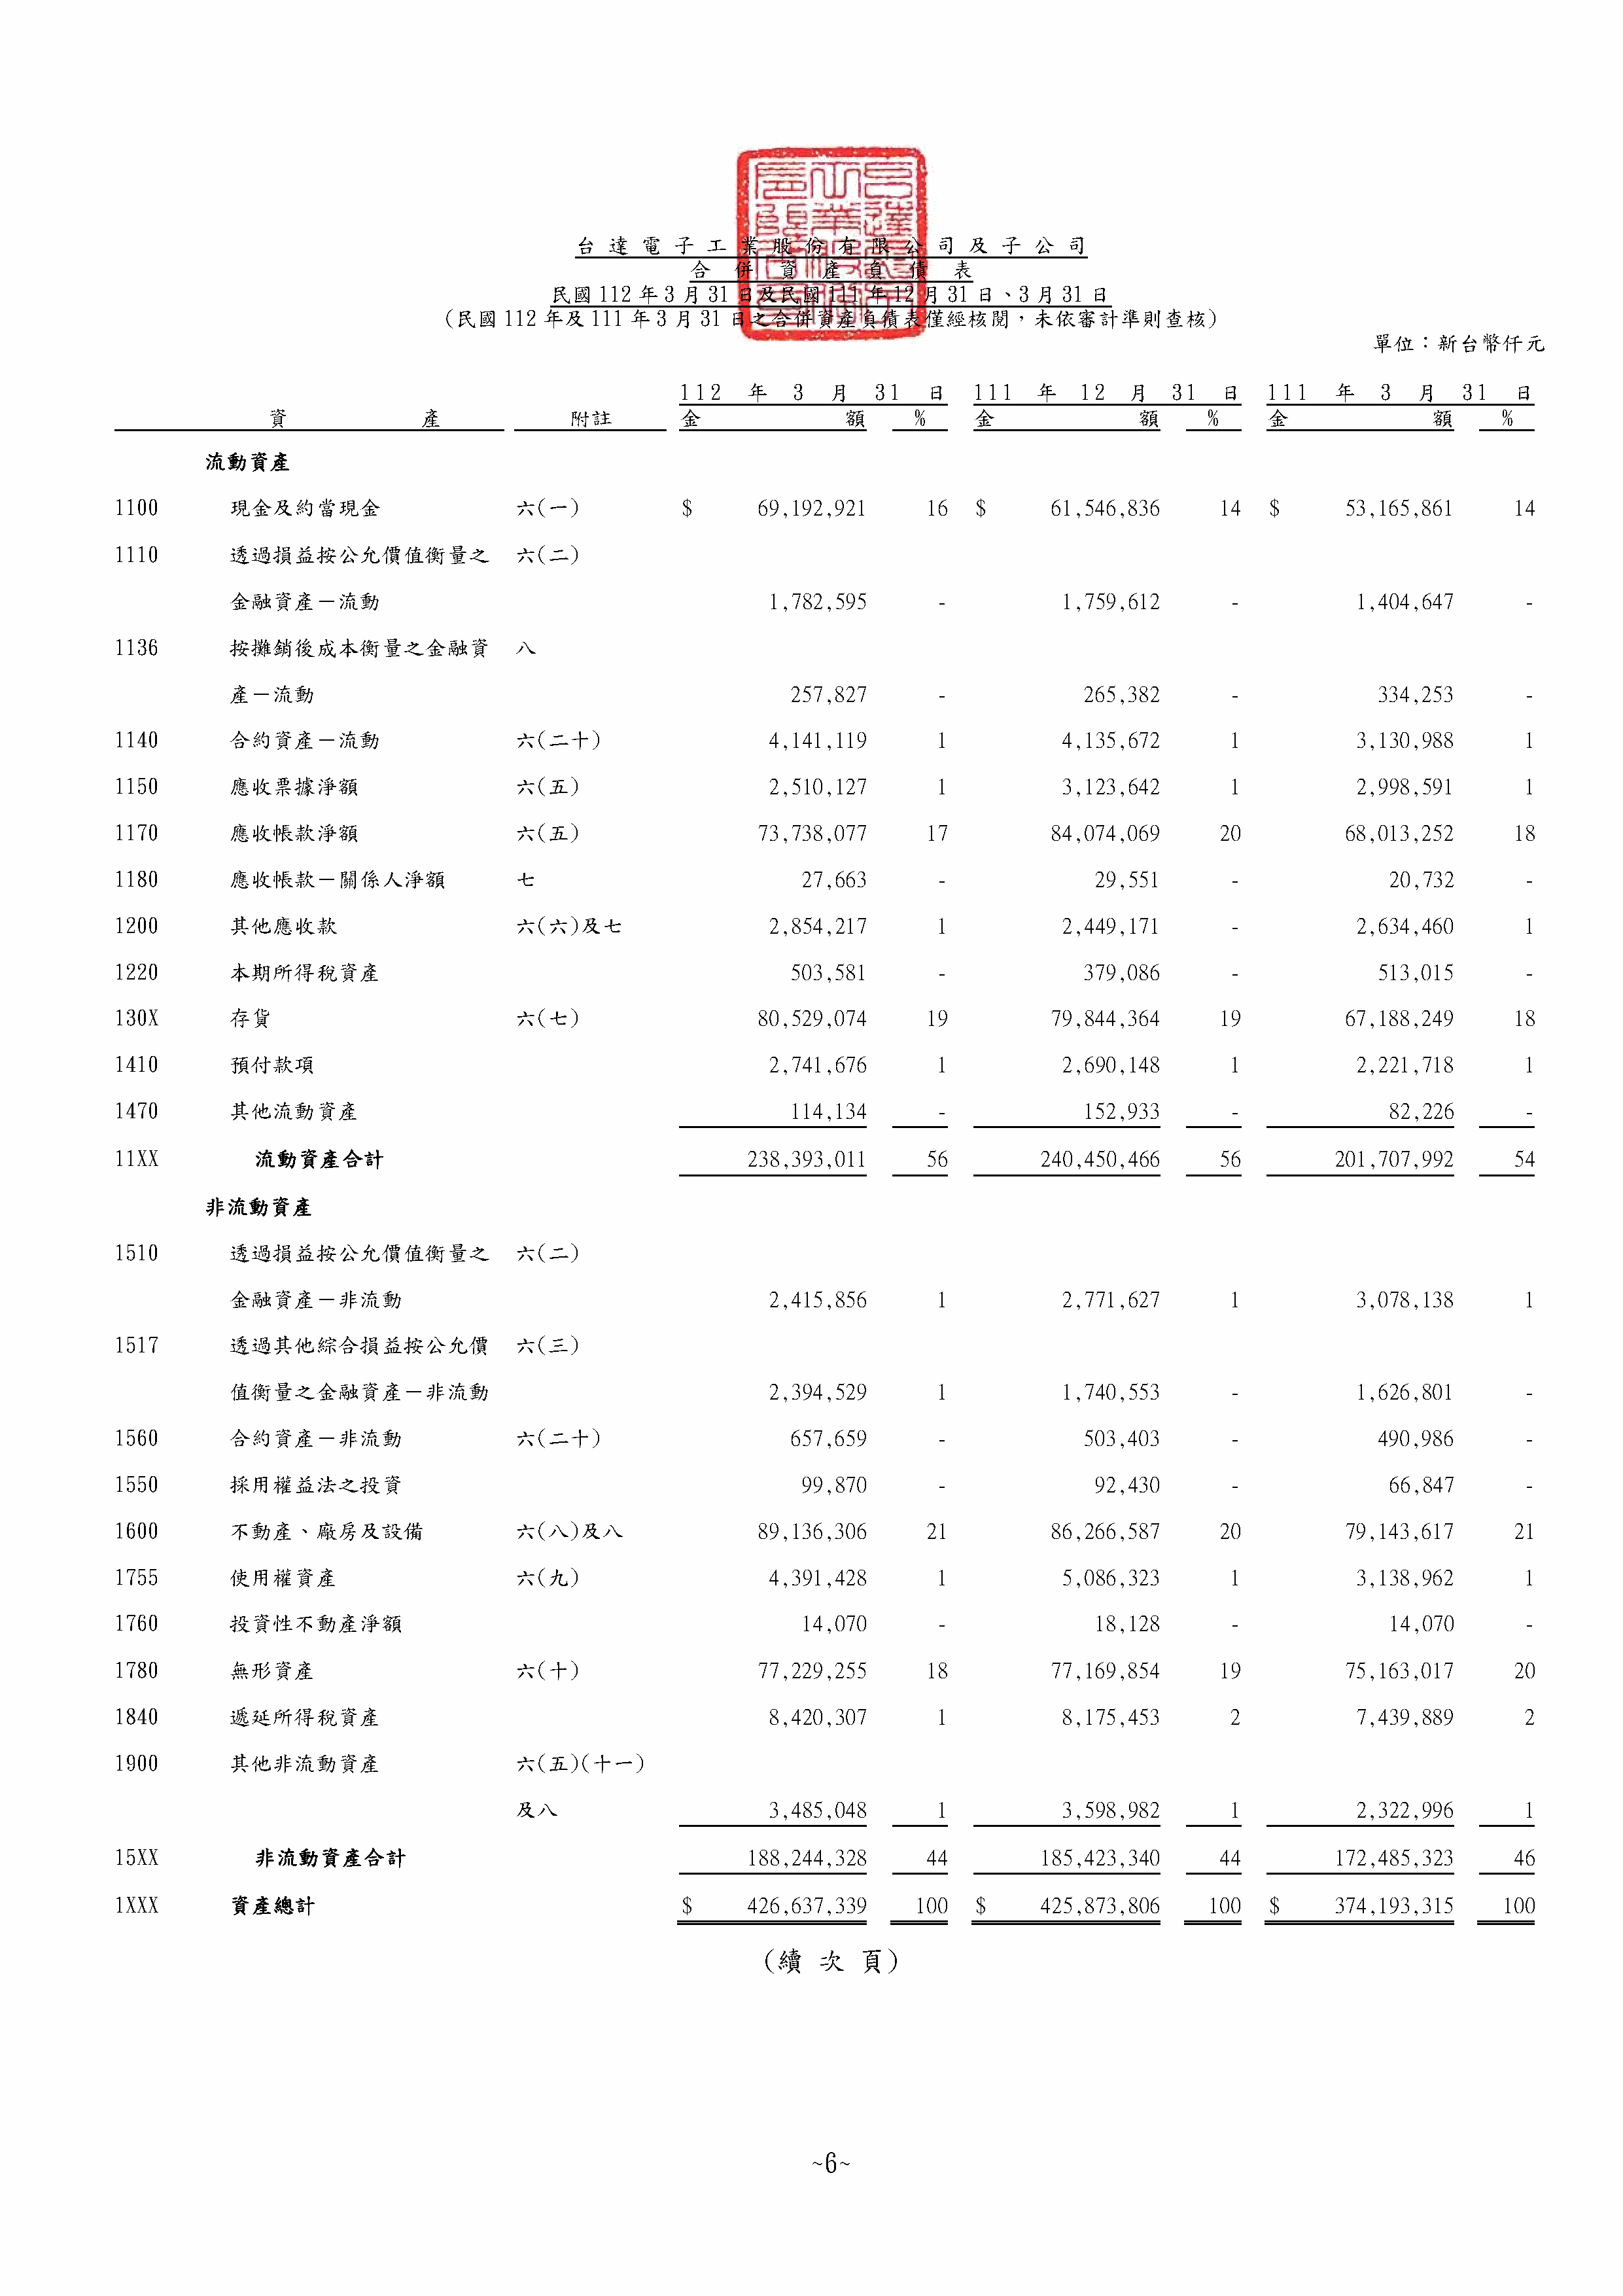 台達電子工業股份有限公司及子公司
合併資產負債表
民國112年3月31日及民國111年12月31日、3月31日
(民國112年及111年3月31日之合併資產負債表僅經核閱，未依審計準則查核)
單位：新台幣仟元
112 年 3 月 31 日 111 年 12 月 31 日 111 年 3 月 31 日
資 產 附註 金 額 % 金 額 % 金 額 %
流動資產
1100 現金及約當現金 六(一) $ 69,192,921 16 $ 61,546,836 14 $ 53,165,861 14
1110 透過損益按公允價值衡量之 六(二)
金融資產－流動 1,782,595 - 1,759,612 - 1,404,647 -
1136 按攤銷後成本衡量之金融資 八
產－流動 257,827 - 265,382 - 334,253 -
1140 合約資產－流動 六(二十) 4,141,119 1 4,135,672 1 3,130,988 1
1150 應收票據淨額 六(五) 2,510,127 1 3,123,642 1 2,998,591 1
1170 應收帳款淨額 六(五) 73,738,077 17 84,074,069 20 68,013,252 18
1180 應收帳款－關係人淨額 七 27,663 - 29,551 - 20,732 -
1200 其他應收款 六(六)及七 2,854,217 1 2,449,171 - 2,634,460 1
1220 本期所得稅資產 503,581 - 379,086 - 513,015 -
130X 存貨 六(七) 80,529,074 19 79,844,364 19 67,188,249 18
1410 預付款項 2,741,676 1 2,690,148 1 2,221,718 1
1470 其他流動資產 114,134 - 152,933 - 82,226 -
11XX 流動資產合計 238,393,011 56 240,450,466 56 201,707,992 54
非流動資產
1510 透過損益按公允價值衡量之 六(二)
金融資產－非流動 2,415,856 1 2,771,627 1 3,078,138 1
1517 透過其他綜合損益按公允價 六(三)
值衡量之金融資產－非流動 2,394,529 1 1,740,553 - 1,626,801 -
1560 合約資產－非流動 六(二十) 657,659 - 503,403 - 490,986 -
1550 採用權益法之投資 99,870 - 92,430 - 66,847 -
1600 不動產、廠房及設備 六(八)及八 89,136,306 21 86,266,587 20 79,143,617 21
1755 使用權資產 六(九) 4,391,428 1 5,086,323 1 3,138,962 1
1760 投資性不動產淨額 14,070 - 18,128 - 14,070 -
1780 無形資產 六(十) 77,229,255 18 77,169,854 19 75,163,017 20
1840 遞延所得稅資產 8,420,307 1 8,175,453 2 7,439,889 2
1900 其他非流動資產 六(五)(十一)
及八 3,485,048 1 3,598,982 1 2,322,996 1
15XX 非流動資產合計 188,244,328 44 185,423,340 44 172,485,323 46
1XXX 資產總計 $ 426,637,339 100 $ 425,873,806 100 $ 374,193,315 100
(續 次 頁)
~6~